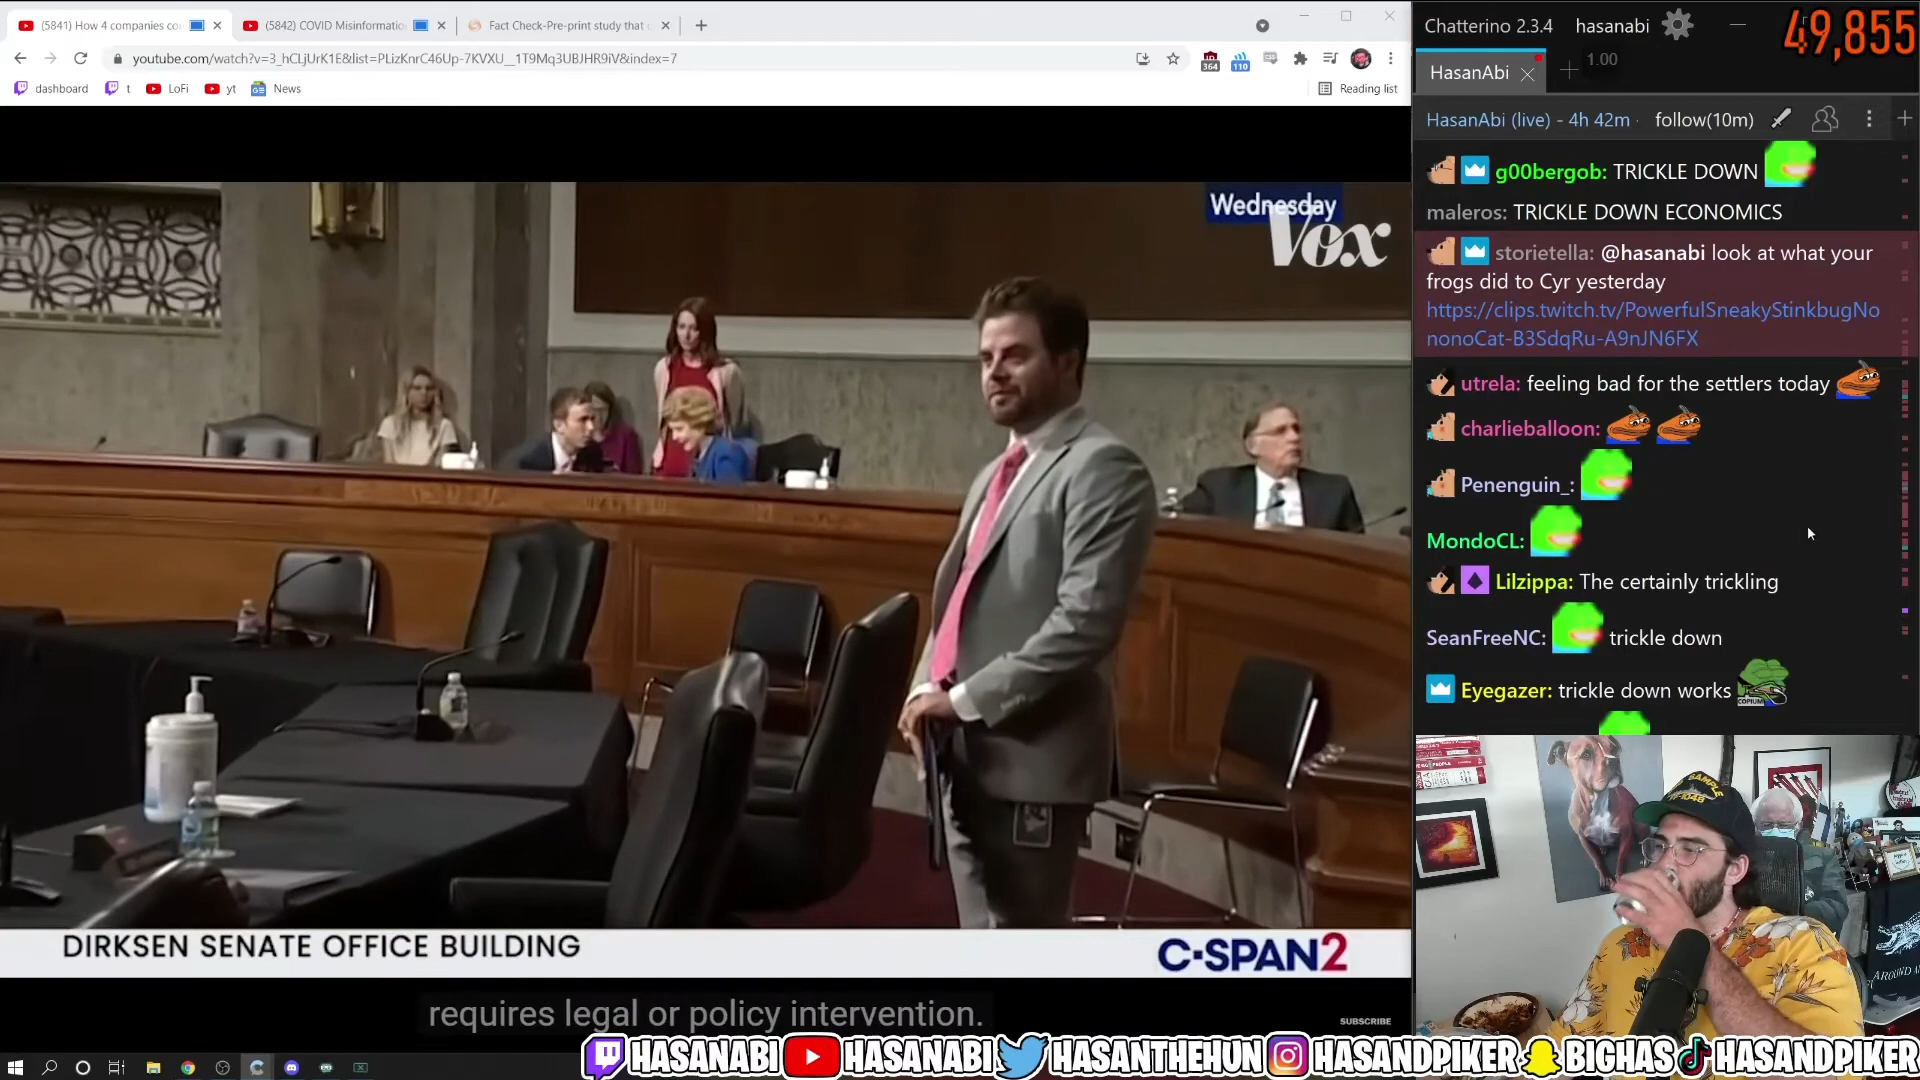 (5841) How 4 companies co
(5842) COVID Misinformatio
Fact Check-Pre-print study that c
youtube.com/watch?v=3_hCLjUrK1E&list=PLizKnrC46Up-7KVXU__1T9Mq3UBJHR9iV&index=7
364
110
dashboard
t
LoFi
yt
News
Reading list
Wednesday
Vox
DIRKSEN SENATE OFFICE BUILDING
C-SPAN2
requires legal or policy intervention.
SUBSCRIBE
Chatterino 2.3.4
hasanabi
49,855
HasanAbi
1.00
HasanAbi (live) - 4h 42m ·
follow(10m)
g00bergob: TRICKLE DOWN
maleros: TRICKLE DOWN ECONOMICS
storietella: @hasanabi look at what your
frogs did to Cyr yesterday
https://clips.twitch.tv/PowerfulSneakyStinkbugNo
nonoCat-B3SdqRu-A9nJN6FX
utrela: feeling bad for the settlers today
charlieballoon:
Penenguin_:
MondoCL:
Lilzippa: The certainly trickling
SeanFreeNC: trickle down
Eyegazer: trickle down works
COPIUM
HASANABI
HASANABI
HASANTHEHUN
HASANDPIKER
BIGHAS
HASANDPIKER